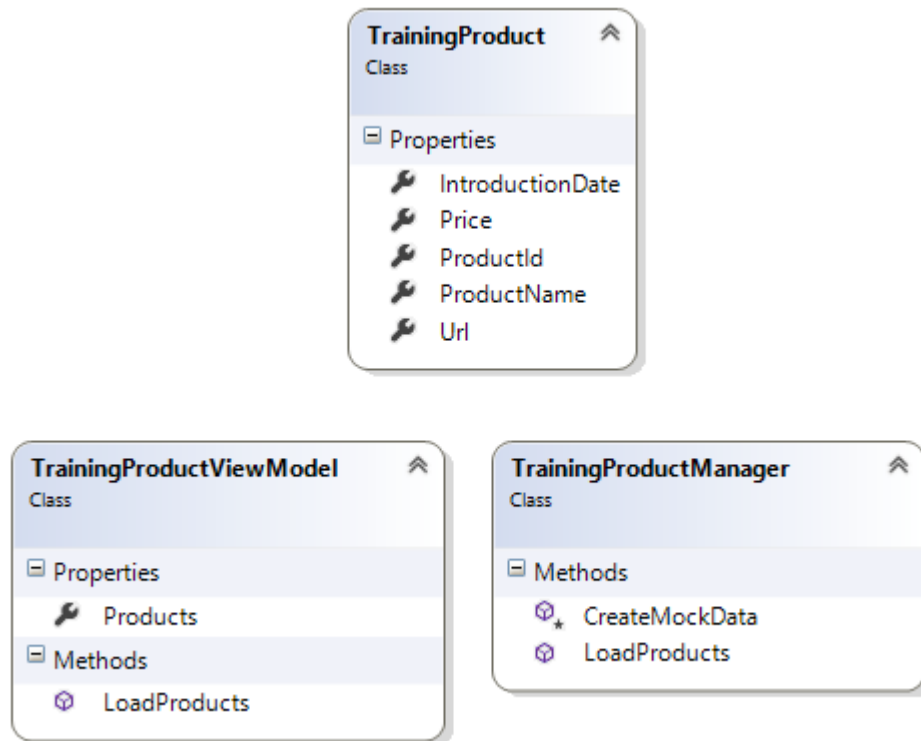 TrainingProduct
Class
Properties
IntroductionDate
Price
ProductId
ProductName
Url
TrainingProductViewModel
Class
Properties
Products
Methods
LoadProducts
TrainingProductManager
Class
Methods
CreateMockData
LoadProducts